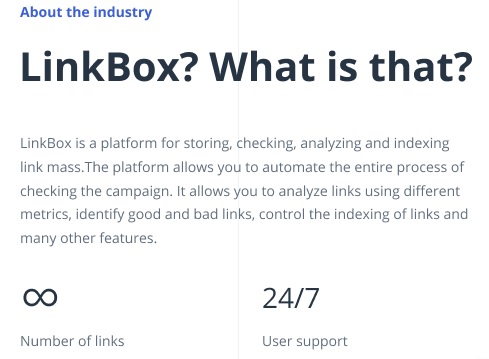 About the industry
LinkBox? What is that?
LinkBox is a platform for storing, checking, analyzing and indexing
link mass.The platform allows you to automate the entire process of
checking the campaign. It allows you to analyze links using different
metrics, identify good and bad links, control the indexing of links and
many other features.
∞ 24/7
Number of links User support